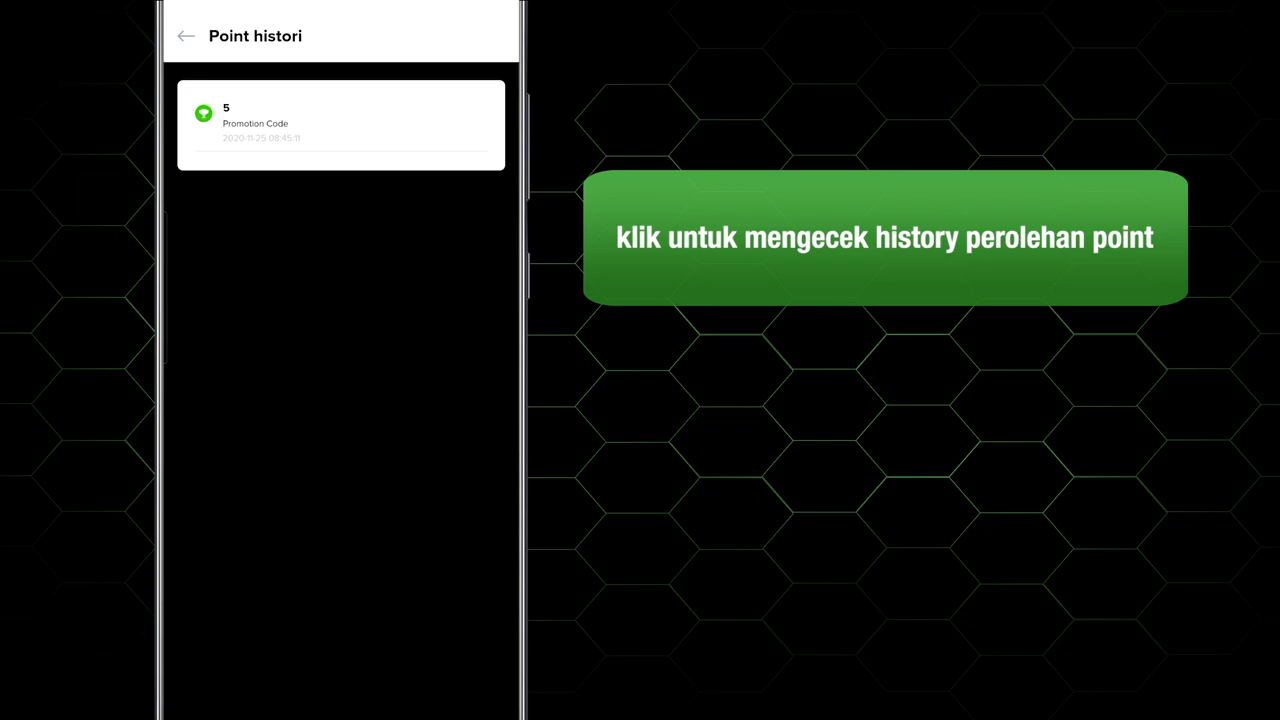 Point histori
5
Promotion Code
2020-11-25 08:45:11
klik untuk mengecek history perolehan point